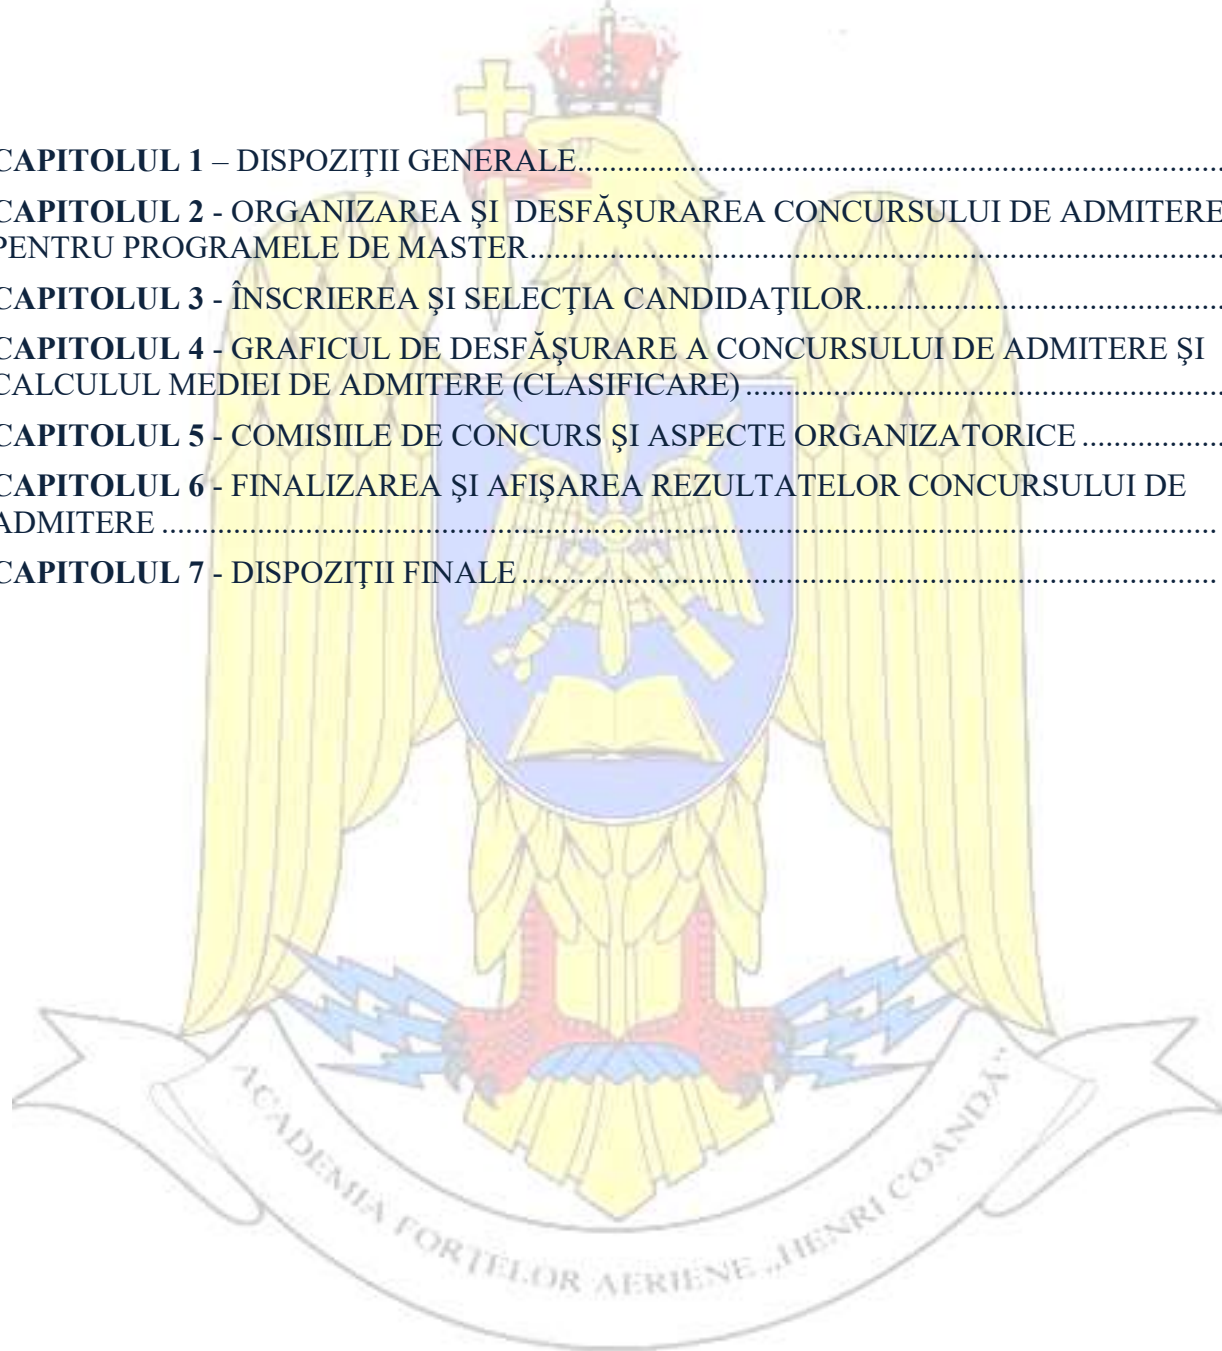 CAPITOLUL 1 – DISPOZIŢII GENERALE................................................................................
CAPITOLUL 2 - ORGANIZAREA ŞI  DESFĂŞURAREA CONCURSULUI DE ADMITERE
PENTRU PROGRAMELE DE MASTER......................................................................................
CAPITOLUL 3 - ÎNSCRIEREA ŞI SELECŢIA CANDIDAŢILOR.............................................
CAPITOLUL 4 - GRAFICUL DE DESFĂŞURARE A CONCURSULUI DE ADMITERE ŞI
CALCULUL MEDIEI DE ADMITERE (CLASIFICARE) ...........................................................
CAPITOLUL 5 - COMISIILE DE CONCURS ŞI ASPECTE ORGANIZATORICE ..................
CAPITOLUL 6 - FINALIZAREA ŞI AFIŞAREA REZULTATELOR CONCURSULUI DE
ADMITERE ....................................................................................................................................
CAPITOLUL 7 - DISPOZIŢII FINALE .......................................................................................
ACADEMIA FORŢELOR AERIENE „HENRI COANDĂ”